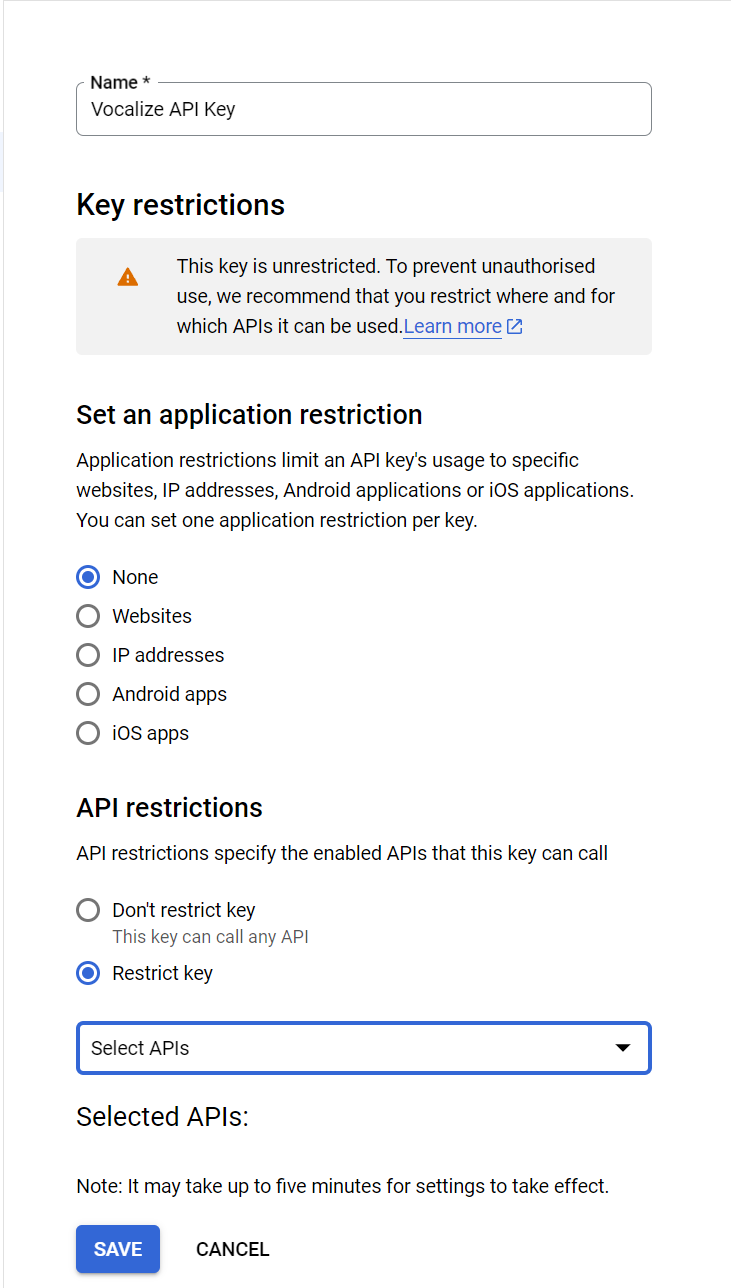 Name *
Vocalize API Key
Key restrictions
This key is unrestricted. To prevent unauthorised
use, we recommend that you restrict where and for
which APIs it can be used.Learn more
Set an application restriction
Application restrictions limit an API key's usage to specific
websites, IP addresses, Android applications or iOS applications.
You can set one application restriction per key.
None
Websites
IP addresses
Android apps
iOS apps
API restrictions
API restrictions specify the enabled APIs that this key can call
Don't restrict key
This key can call any API
Restrict key
Select APIs
Selected APIs:
Note: It may take up to five minutes for settings to take effect.
SAVE CANCEL